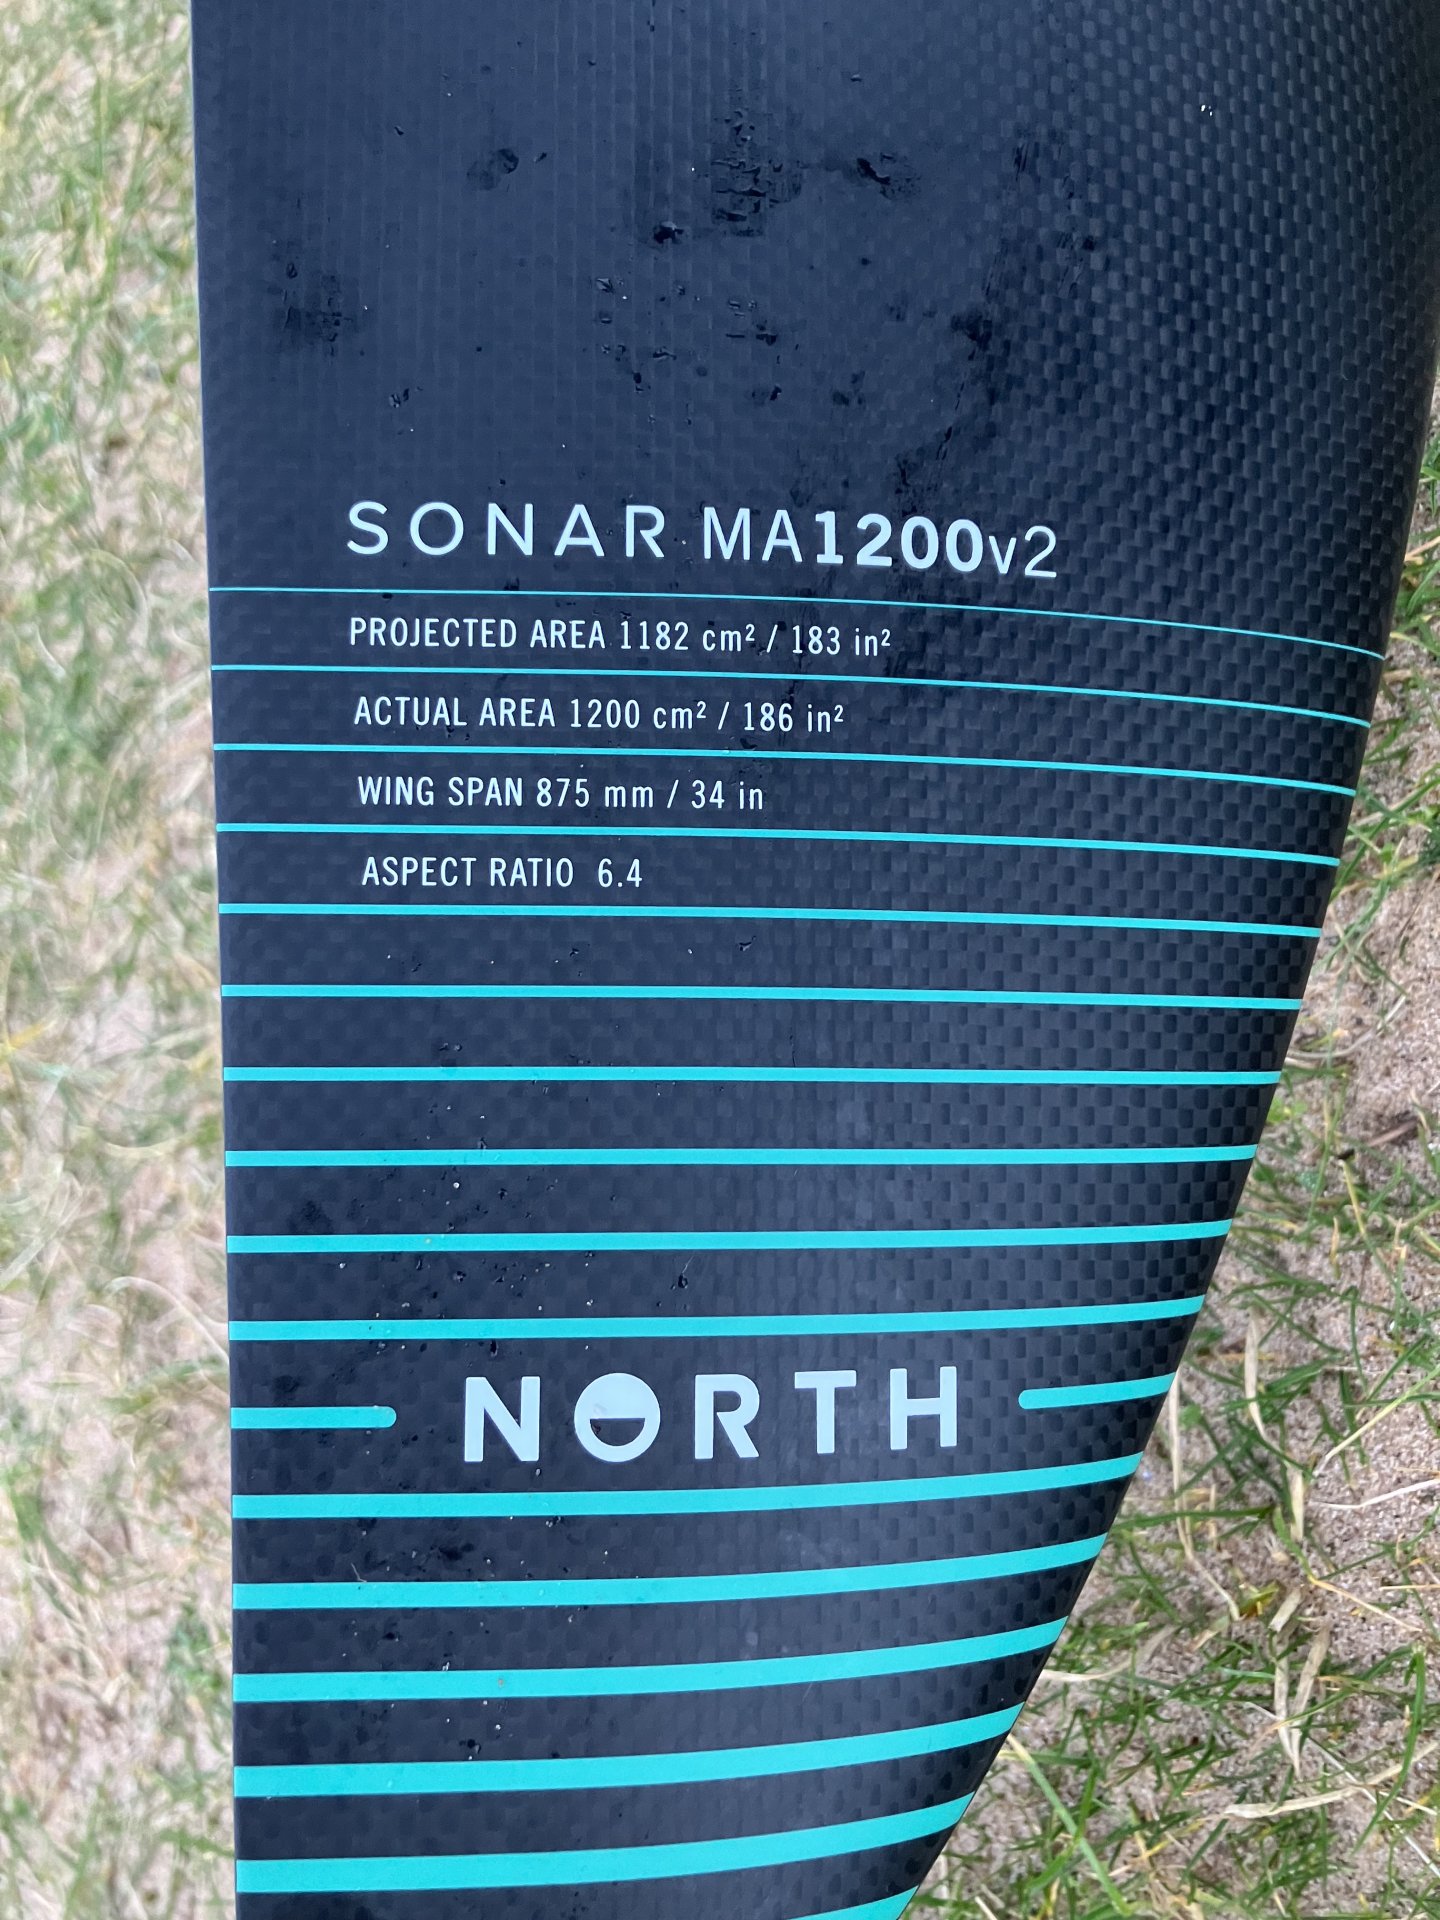 SONAR MA1200v2
PROJECTED AREA 1182 cm² / 183 in²
ACTUAL AREA 1200 cm² / 186 in²
WING SPAN 875 mm / 34 in
ASPECT RATIO 6.4
NORTH